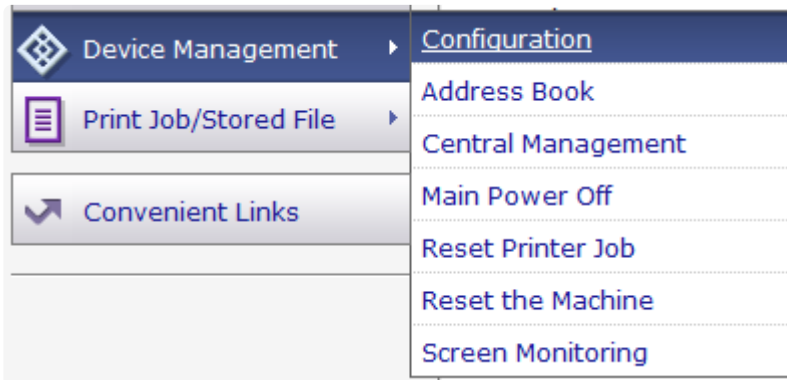 Device Management
Print Job/Stored File
Convenient Links
Configuration
Address Book
Central Management
Main Power Off
Reset Printer Job
Reset the Machine
Screen Monitoring